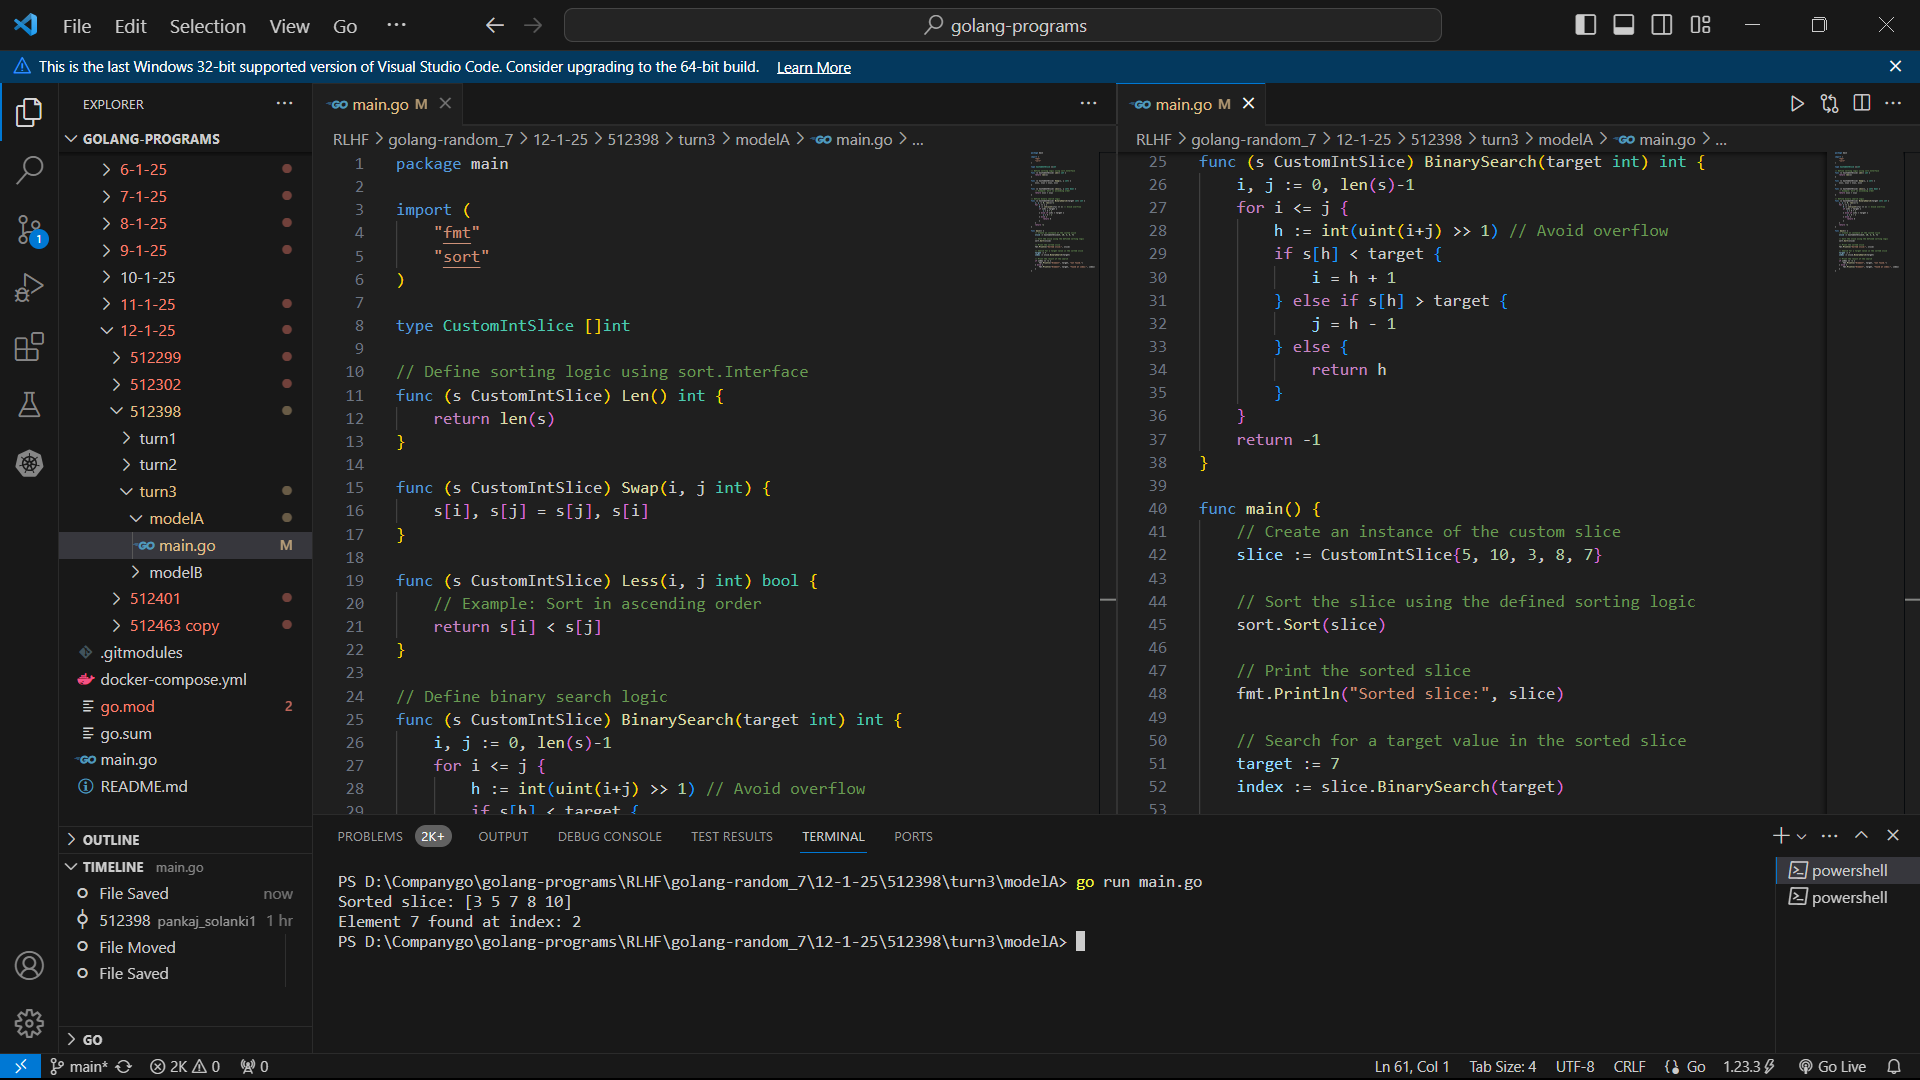 File Edit Selection View Go ··· golang-programs
This is the last Windows 32-bit supported version of Visual Studio Code. Consider upgrading to the 64-bit build. Learn More
EXPLORER
GOLANG-PROGRAMS
6-1-25
7-1-25
8-1-25
9-1-25
10-1-25
11-1-25
12-1-25
512299
512302
512398
turn1
turn2
turn3
modelA
main.go M
modelB
512401
512463 copy
.gitmodules
docker-compose.yml
go.mod 2
go.sum
main.go
README.md
OUTLINE
TIMELINE main.go
File Saved now
512398 pankaj_solanki1 1 hr
File Moved
File Saved
GO
main.go M
RLHF > golang-random_7 > 12-1-25 > 512398 > turn3 > modelA > main.go > ...
1 package main
2
3 import (
4 "fmt"
5 "sort"
6 )
7
8 type CustomIntSlice []int
9
10 // Define sorting logic using sort.Interface
11 func (s CustomIntSlice) Len() int {
12 return len(s)
13 }
14
15 func (s CustomIntSlice) Swap(i, j int) {
16 s[i], s[j] = s[j], s[i]
17 }
18
19 func (s CustomIntSlice) Less(i, j int) bool {
20 // Example: Sort in ascending order
21 return s[i] < s[j]
22 }
23
24 // Define binary search logic
25 func (s CustomIntSlice) BinarySearch(target int) int {
26 i, j := 0, len(s)-1
27 for i <= j {
28 h := int(uint(i+j) >> 1) // Avoid overflow
29 if s[h] < target {
main.go M
RLHF > golang-random_7 > 12-1-25 > 512398 > turn3 > modelA > main.go > ...
25 func (s CustomIntSlice) BinarySearch(target int) int {
26 i, j := 0, len(s)-1
27 for i <= j {
28 h := int(uint(i+j) >> 1) // Avoid overflow
29 if s[h] < target {
30 i = h + 1
31 } else if s[h] > target {
32 j = h - 1
33 } else {
34 return h
35 }
36 }
37 return -1
38 }
39
40 func main() {
41 // Create an instance of the custom slice
42 slice := CustomIntSlice{5, 10, 3, 8, 7}
43
44 // Sort the slice using the defined sorting logic
45 sort.Sort(slice)
46
47 // Print the sorted slice
48 fmt.Println("Sorted slice:", slice)
49
50 // Search for a target value in the sorted slice
51 target := 7
52 index := slice.BinarySearch(target)
53
PROBLEMS 2K+ OUTPUT DEBUG CONSOLE TEST RESULTS TERMINAL PORTS
PS D:\Companygo\golang-programs\RLHF\golang-random_7\12-1-25\512398\turn3\modelA> go run main.go
Sorted slice: [3 5 7 8 10]
Element 7 found at index: 2
PS D:\Companygo\golang-programs\RLHF\golang-random_7\12-1-25\512398\turn3\modelA>
powershell
powershell
1
main* 2K 0 0 Ln 61, Col 1 Tab Size: 4 UTF-8 CRLF Go 1.23.3 Go Live